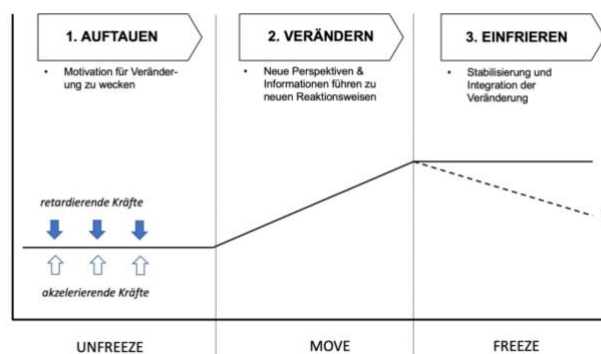 1. AUFTAUEN
2. VERÄNDERN
3. EINFRIEREN
• Motivation für Veränder-
ung zu wecken
• Neue Perspektiven &
Informationen führen zu
neuen Reaktionsweisen
• Stabilisierung und
Integration der
Veränderung
retardierende Kräfte
akzelerierende Kräfte
UNFREEZE
MOVE
FREEZE